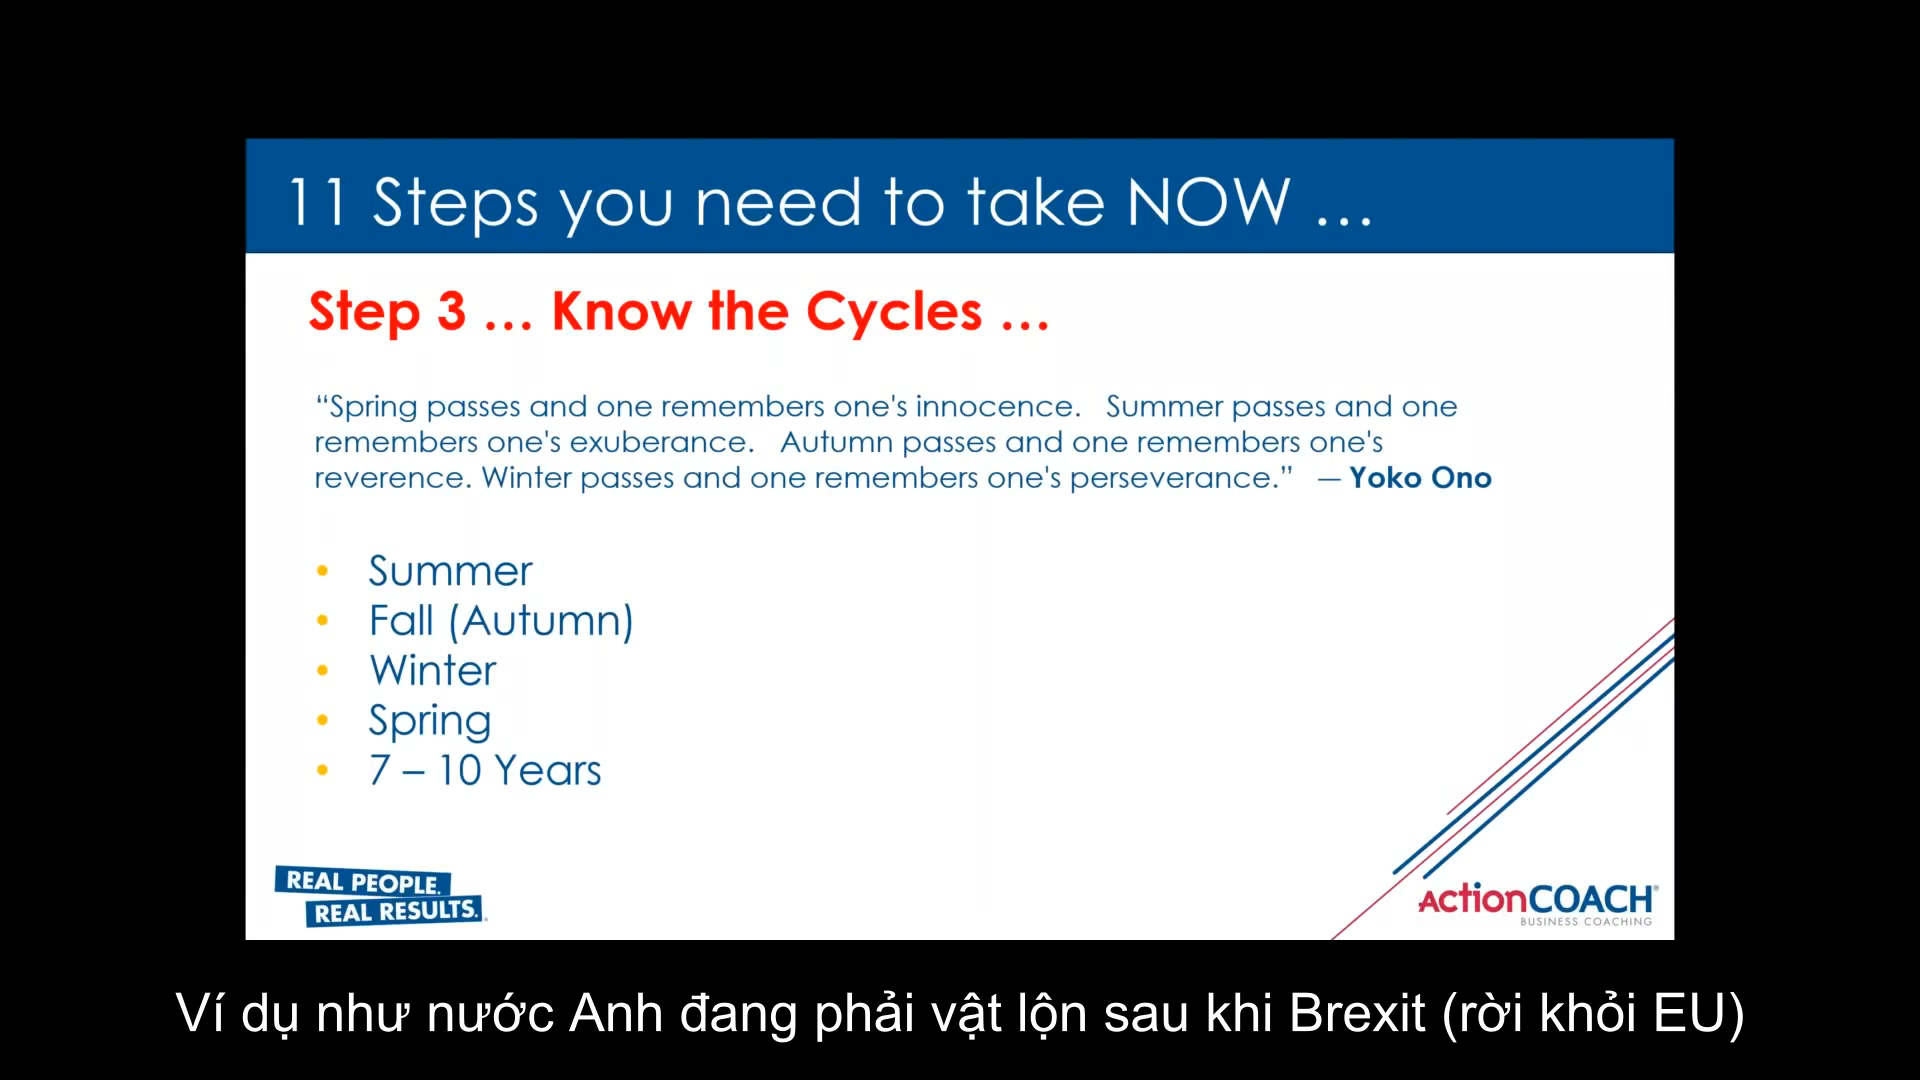 11 Steps you need to take NOW ...
Step 3 ... Know the Cycles ...
“Spring passes and one remembers one's innocence. Summer passes and one
remembers one's exuberance. Autumn passes and one remembers one's
reverence. Winter passes and one remembers one's perseverance.” — Yoko Ono
• Summer
• Fall (Autumn)
• Winter
• Spring
• 7 – 10 Years
REAL PEOPLE.
REAL RESULTS.
ActionCOACH®
BUSINESS COACHING
Ví dụ như nước Anh đang phải vật lộn sau khi Brexit (rời khỏi EU)